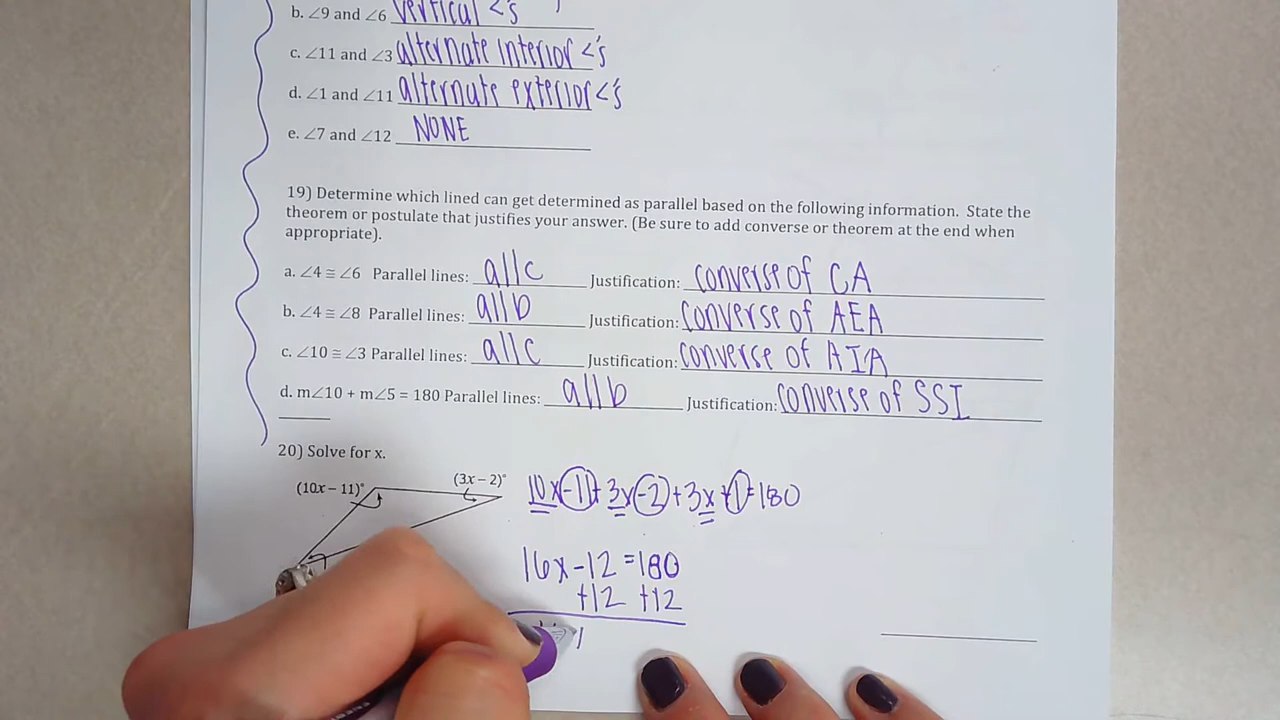 b. ∠9 and ∠6 vertical <'s
c. ∠11 and ∠3 alternate interior <'s
d. ∠1 and ∠11 alternate exterior <'s
e. ∠7 and ∠12 NONE
19) Determine which lined can get determined as parallel based on the following information. State the
theorem or postulate that justifies your answer. (Be sure to add converse or theorem at the end when
appropriate).
a. ∠4 ≅ ∠6 Parallel lines: a||c Justification: converse of CA
b. ∠4 ≅ ∠8 Parallel lines: a||b Justification: converse of AEA
c. ∠10 ≅ ∠3 Parallel lines: a||c Justification: converse of AIA
d. m∠10 + m∠5 = 180 Parallel lines: a||b Justification: converse of SSI
20) Solve for x.
(10x – 11)° (3x – 2)° 10x-11+3x-2+3x+1=180
16x-12=180
+12 +12